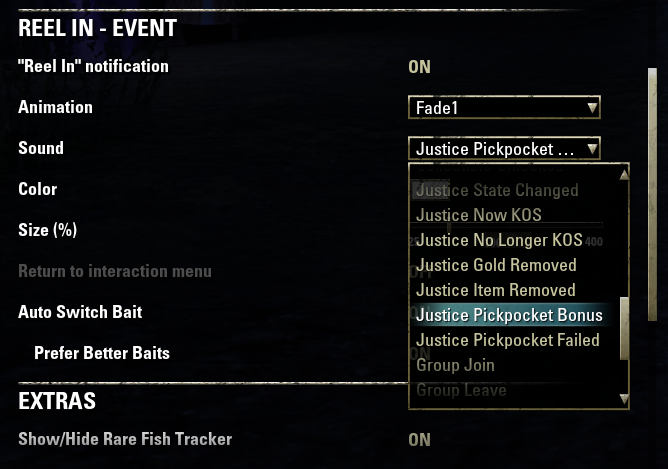 REEL IN - EVENT
"Reel In" notification ON
Animation Fade1
Sound Justice Pickpocket ...
Color
Justice State Changed
Justice Now KOS
Size (%)
Justice No Longer KOS 400
Justice Gold Removed
Return to interaction menu
Justice Item Removed
Auto Switch Bait
Justice Pickpocket Bonus
Justice Pickpocket Failed
Prefer Better Baits ON
Group Join
Group Leave
EXTRAS
Show/Hide Rare Fish Tracker ON